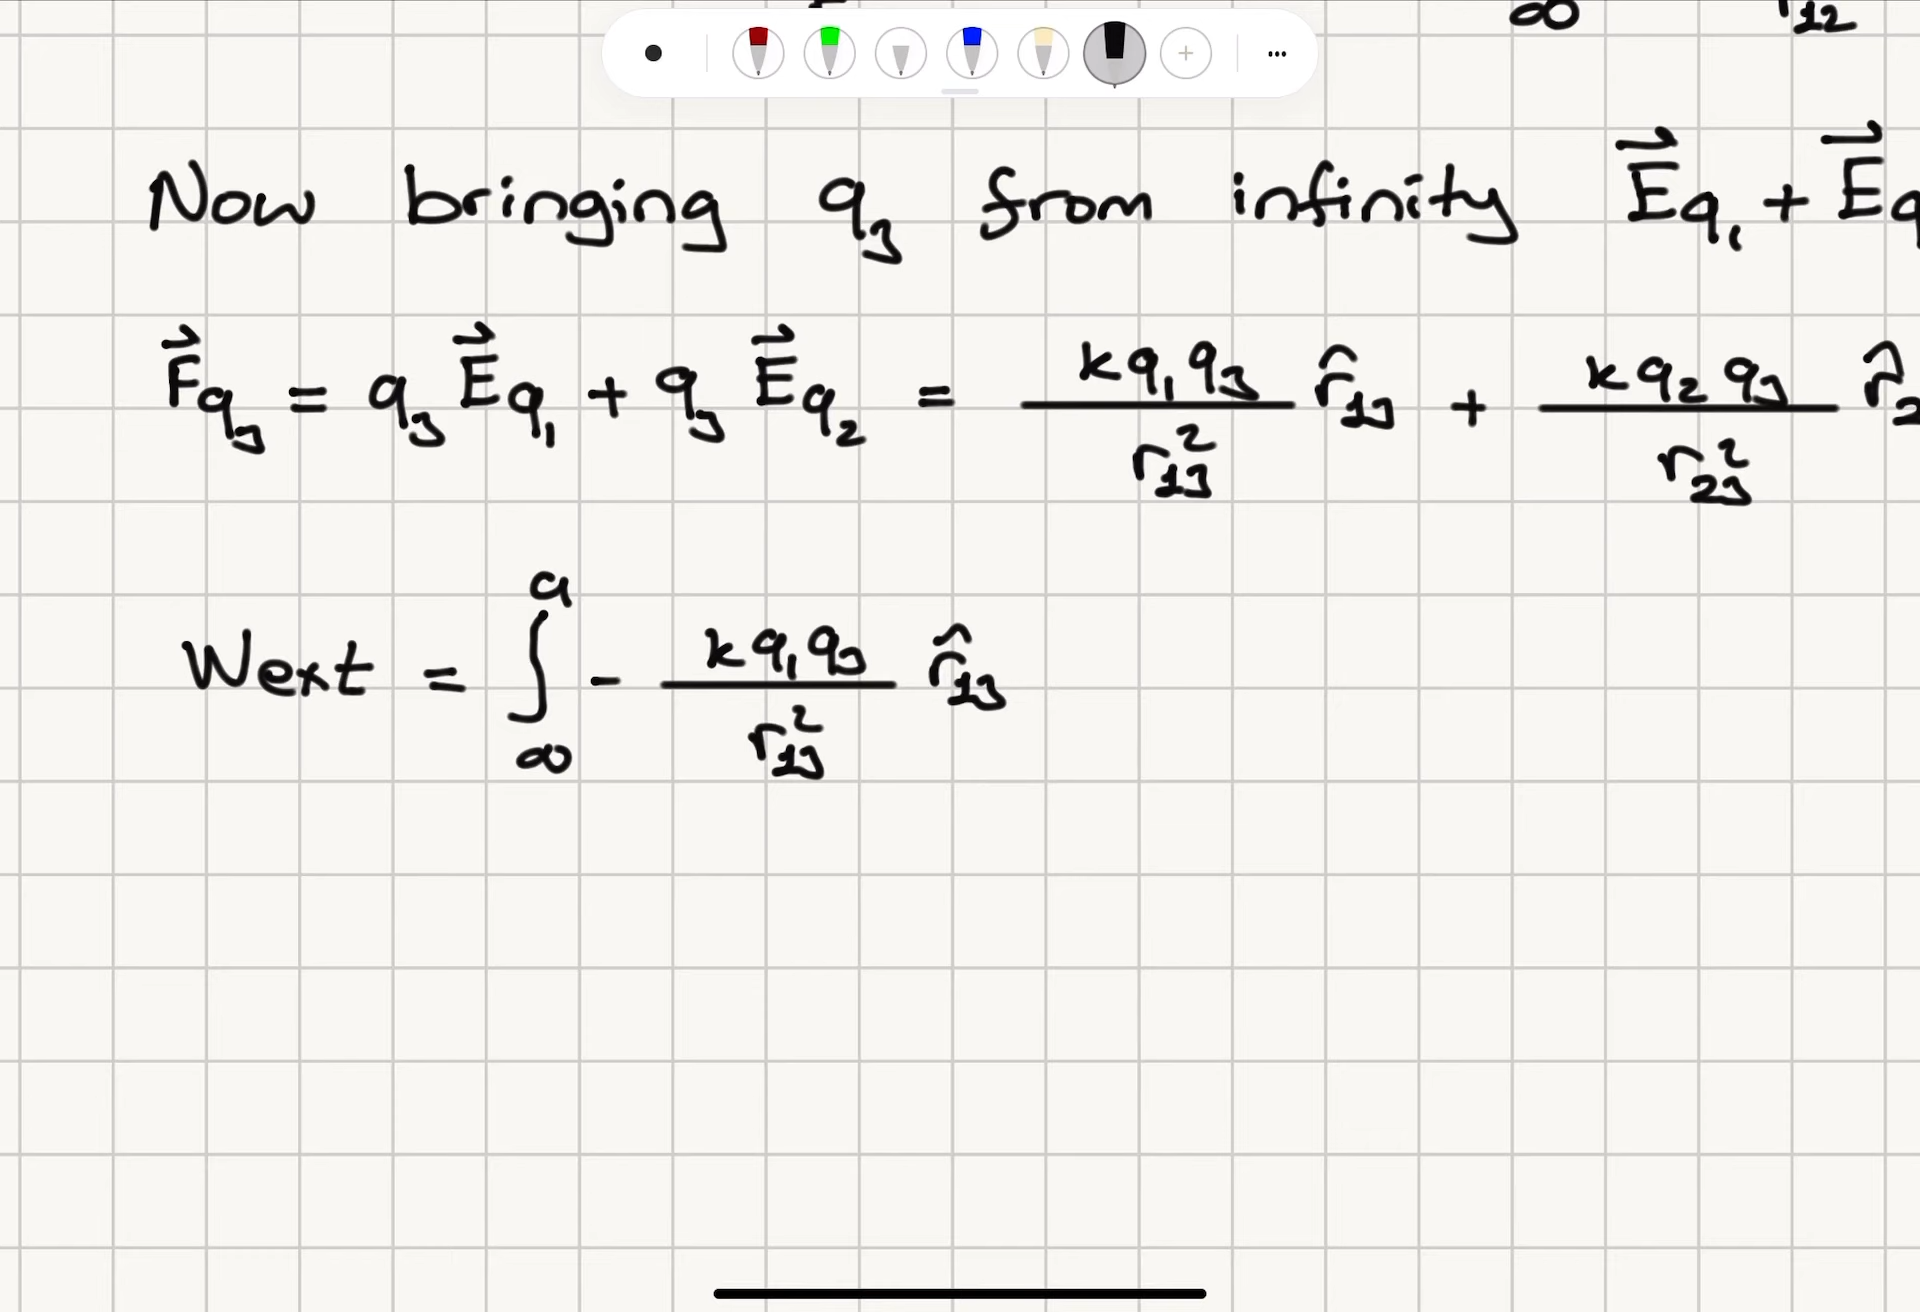 ∞ r₁₂
Now bringing q₃ from infinity E⃗q₁ + E⃗q
F⃗q₃ = q₃ E⃗q₁ + q₃ E⃗q₂ = kq₁q₃ / r₁₃² r̂₁₃ + kq₂q₃ / r₂₃² r̂₂
Wext = ∫_∞^a - kq₁q₃ / r₁₃² r̂₁₃